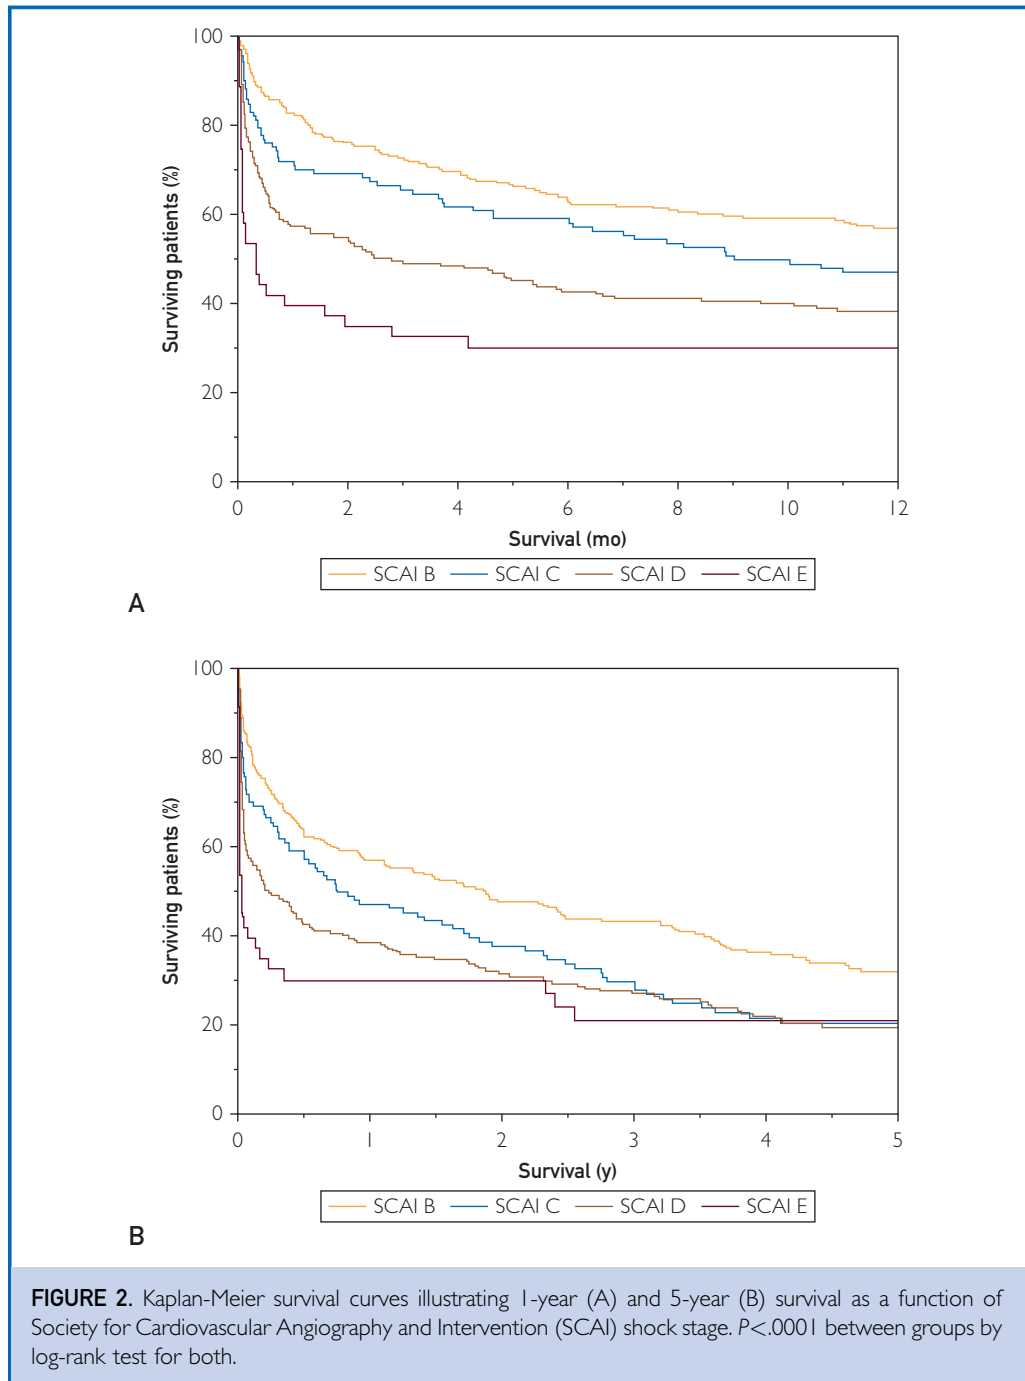 100
80
60
40
20
0
Surviving patients (%)
0 2 4 6 8 10 12
Survival (mo)
SCAI B SCAI C SCAI D SCAI E
A
100
80
60
40
20
0
Surviving patients (%)
0 1 2 3 4 5
Survival (y)
SCAI B SCAI C SCAI D SCAI E
B
FIGURE 2. Kaplan-Meier survival curves illustrating 1-year (A) and 5-year (B) survival as a function of
Society for Cardiovascular Angiography and Intervention (SCAI) shock stage. P<.0001 between groups by
log-rank test for both.